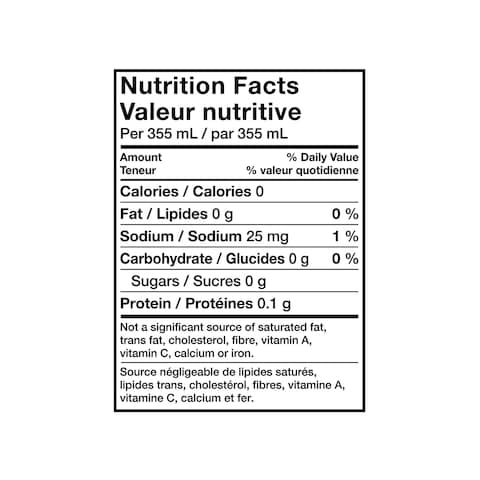 Nutrition Facts
Valeur nutritive
Per 355 mL / par 355 mL
Amount % Daily Value
Teneur % valeur quotidienne
Calories / Calories 0
Fat / Lipides 0 g 0 %
Sodium / Sodium 25 mg 1 %
Carbohydrate / Glucides 0 g 0 %
Sugars / Sucres 0 g
Protein / Protéines 0.1 g
Not a significant source of saturated fat,
trans fat, cholesterol, fibre, vitamin A,
vitamin C, calcium or iron.
Source négligeable de lipides saturés,
lipides trans, cholestérol, fibres, vitamine A,
vitamine C, calcium et fer.